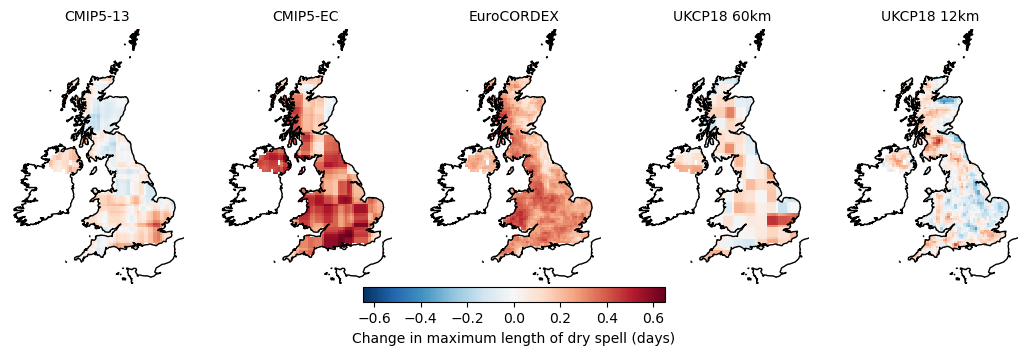 CMIP5-13
CMIP5-EC
EuroCORDEX
UKCP18 60km
UKCP18 12km
−0.6
−0.4
−0.2
0.0
0.2
0.4
0.6
Change in maximum length of dry spell (days)